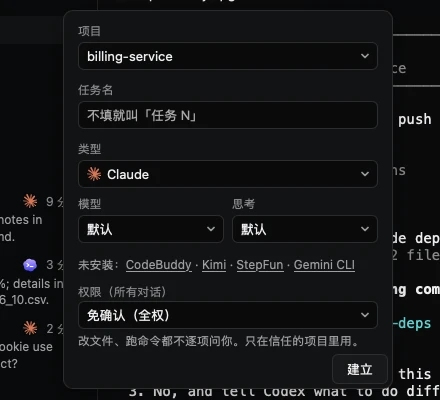 项目
billing-service
ce
任务名
push
不填就叫「任务 N」
类型
ns
Claude
9 分
模型
思考
notes in
默认
默认
nd.
de dep
2 file
3 分
未安装：CodeBuddy · Kimi · StepFun · Gemini CLI
%; details in
权限（所有对话）
ng com
6_10.csv.
免确认（全权）
-deps
2 分
改文件、跑命令都不逐项问你。只在信任的项目里用。
ookie use
ct?
建立
this
3. No, and tell Codex what to do diff